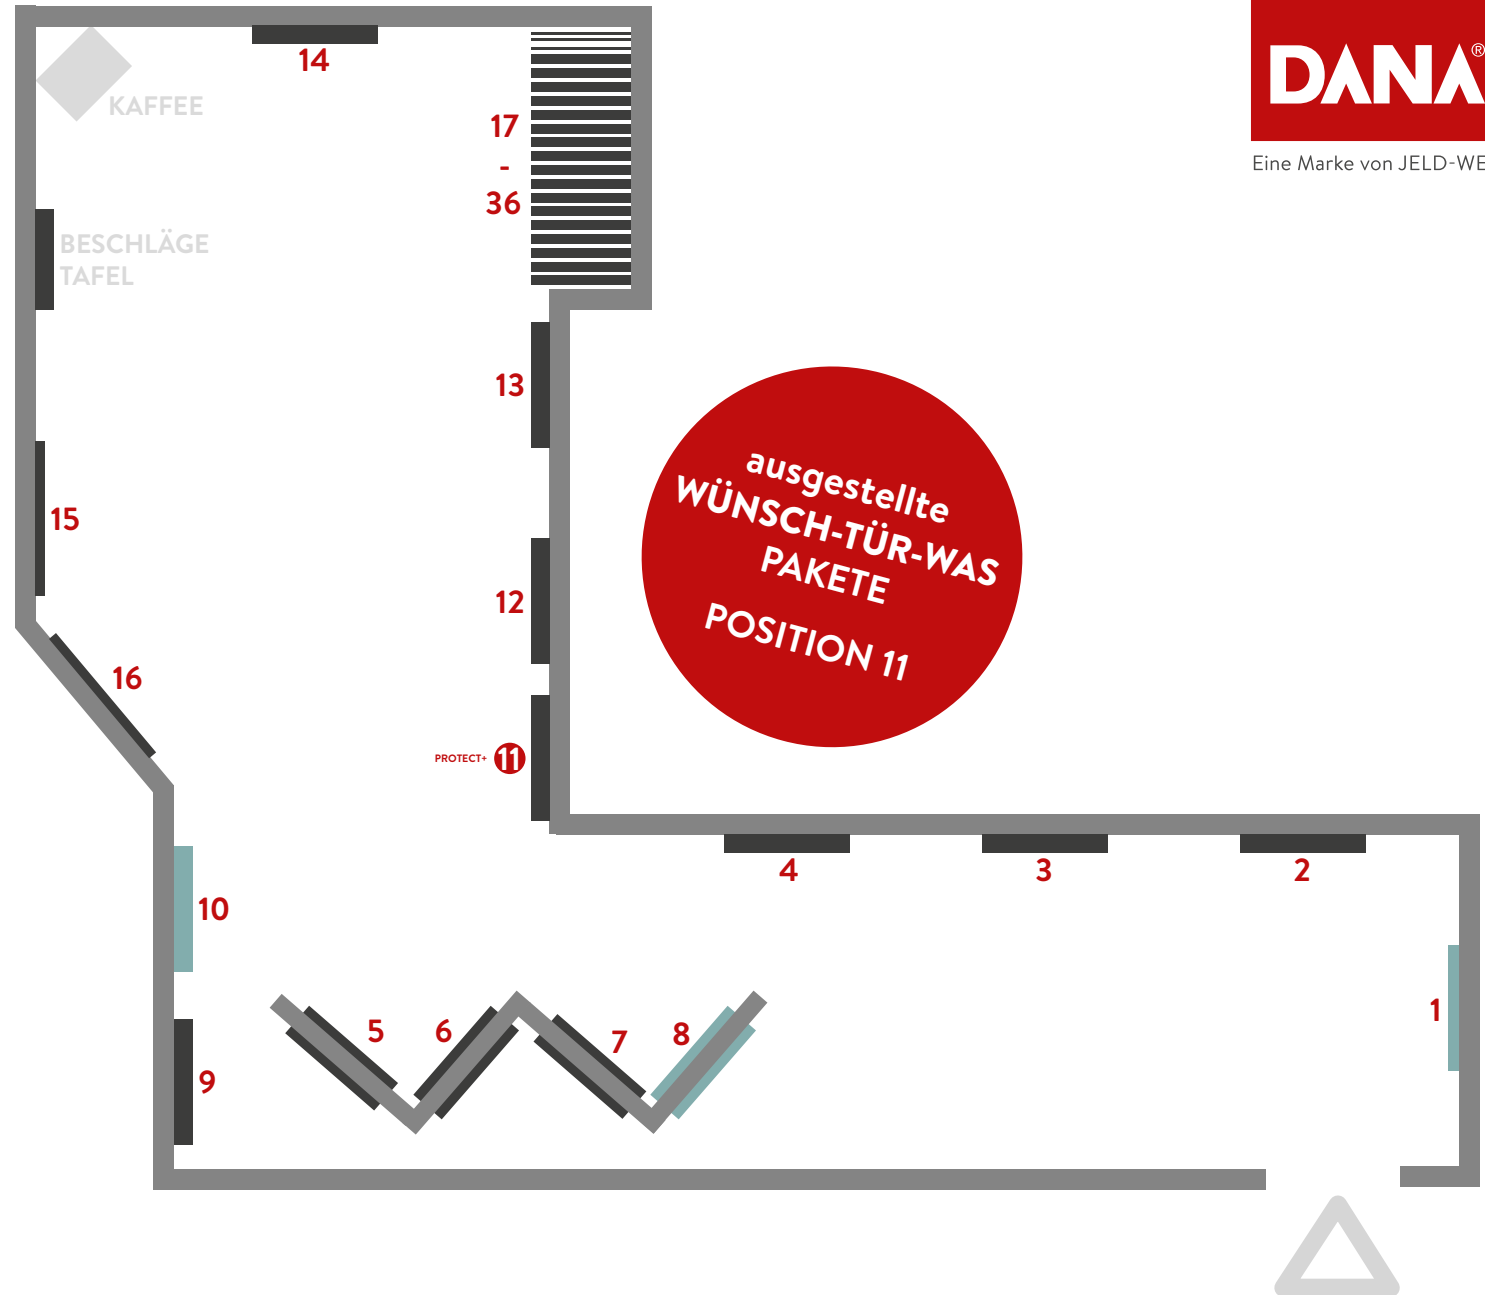 DANA®
Eine Marke von JELD-WE
14
KAFFEE
17
-
36
BESCHLÄGE
TAFEL
13
15
12
16
PROTECT+ 11
ausgestellte
WÜNSCH-TÜR-WAS
PAKETE
POSITION 11
4
3
2
10
1
5
6
7
8
9